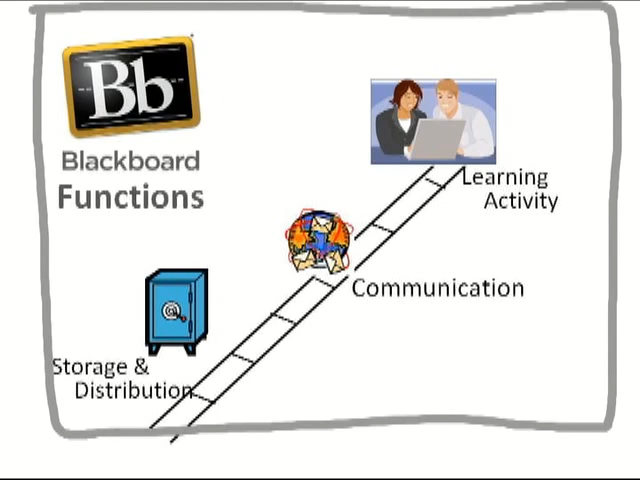 Bb
Blackboard
Functions
Learning
Activity
Communication
Storage &
Distribution